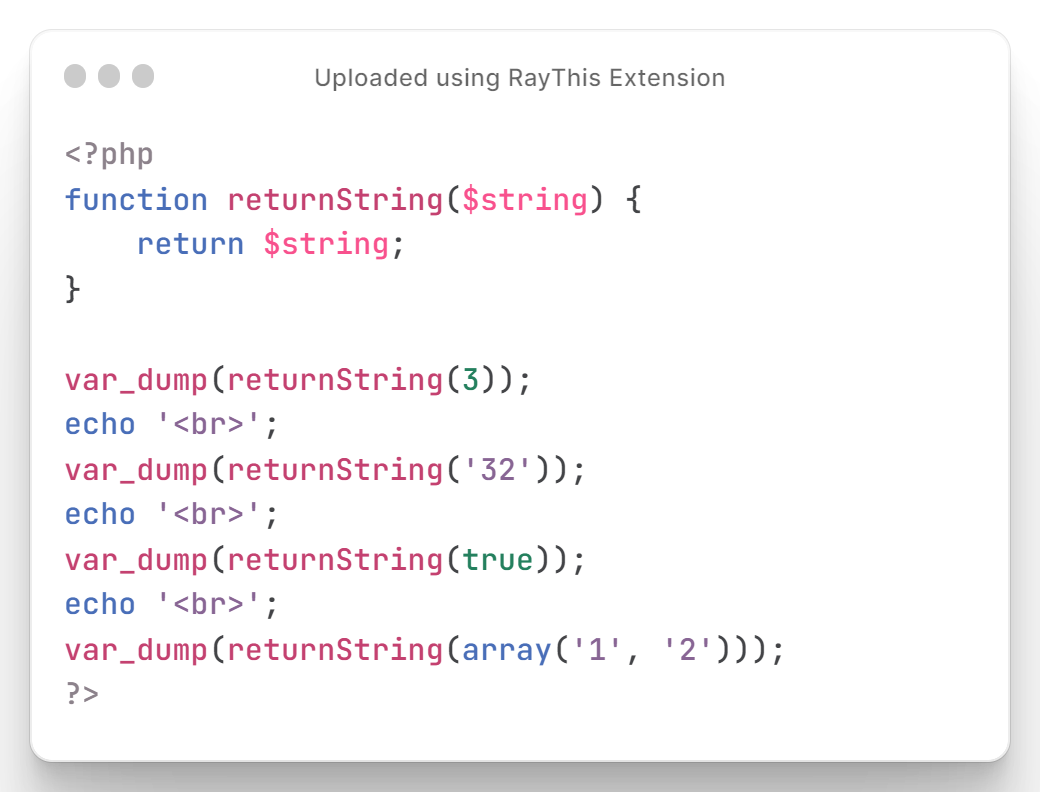 Uploaded using RayThis Extension
<?php
function returnString($string) {
    return $string;
}

var_dump(returnString(3));
echo '<br>';
var_dump(returnString('32'));
echo '<br>';
var_dump(returnString(true));
echo '<br>';
var_dump(returnString(array('1', '2')));
?>